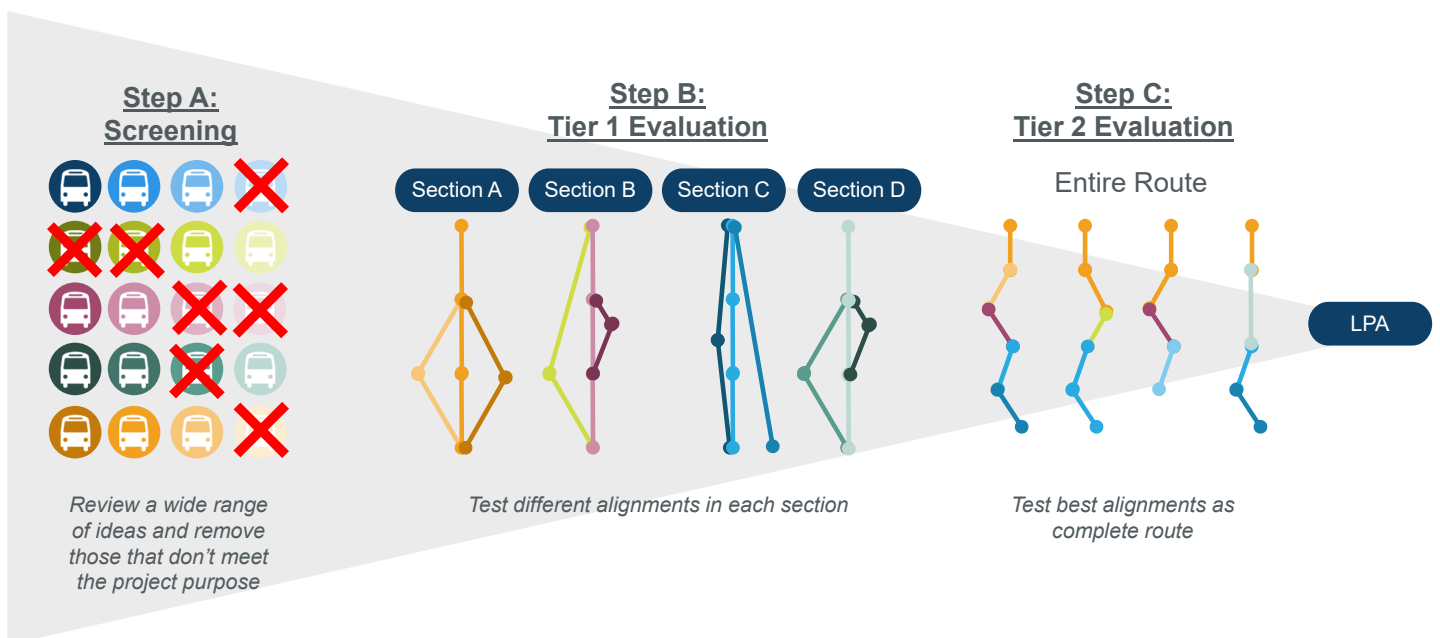 Step A:
Screening
Review a wide range
of ideas and remove
those that don't meet
the project purpose
Step B:
Tier 1 Evaluation
Section A
Section B
Section C
Section D
Test different alignments in each section
Step C:
Tier 2 Evaluation
Entire Route
Test best alignments as
complete route
LPA